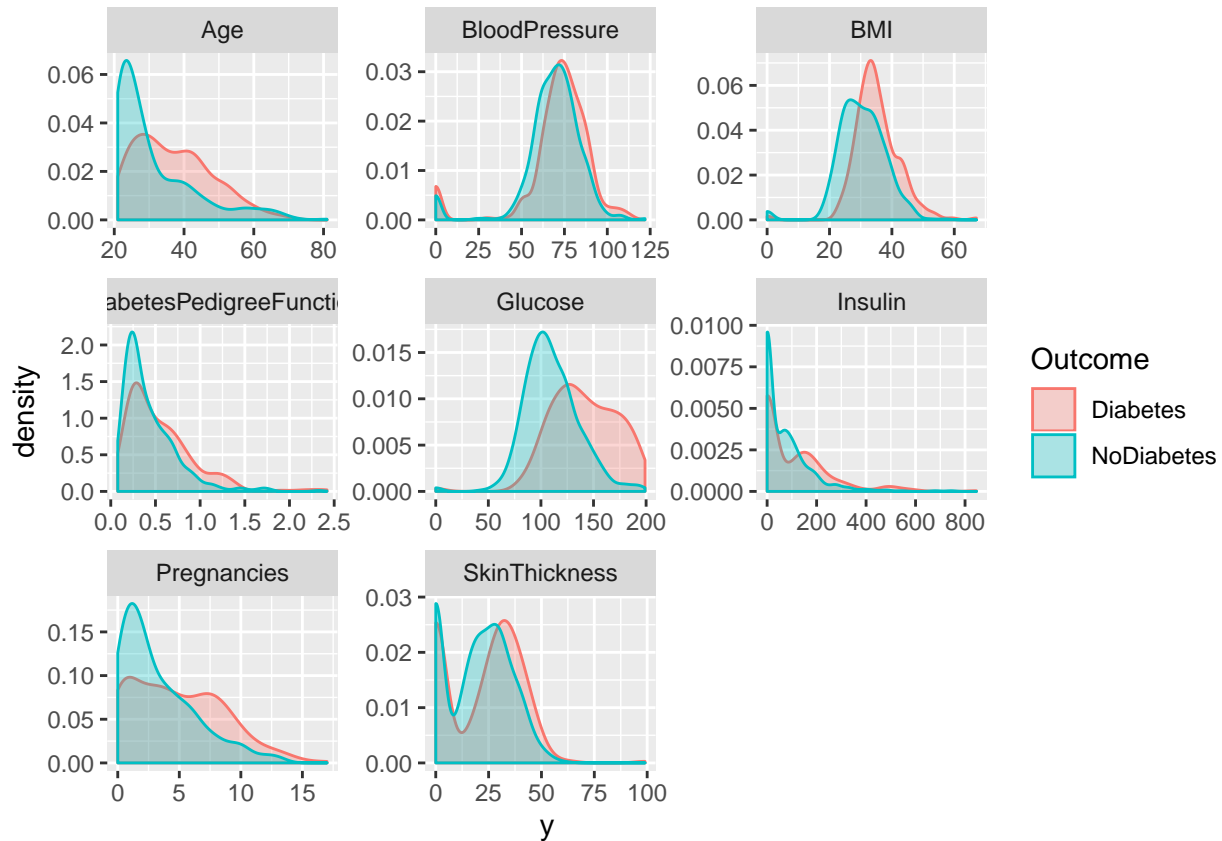 Age BloodPressure BMI
0.06
0.04
0.02
0.00
0.03
0.02
0.01
0.00
0.06
0.04
0.02
0.00
20 40 60 80
0 25 50 75 100 125
0 20 40 60
abetesPedigreeFuncti Glucose Insulin
2.0
1.5
1.0
0.5
0.0
0.015
0.010
0.005
0.000
0.0100
0.0075
0.0050
0.0025
0.0000
0.0 0.5 1.0 1.5 2.0 2.5
0 50 100 150 200
0 200 400 600 800
Pregnancies SkinThickness
0.15
0.10
0.05
0.00
0.03
0.02
0.01
0.00
0 5 10 15
0 25 50 75 100
density
y
Outcome
Diabetes
NoDiabetes